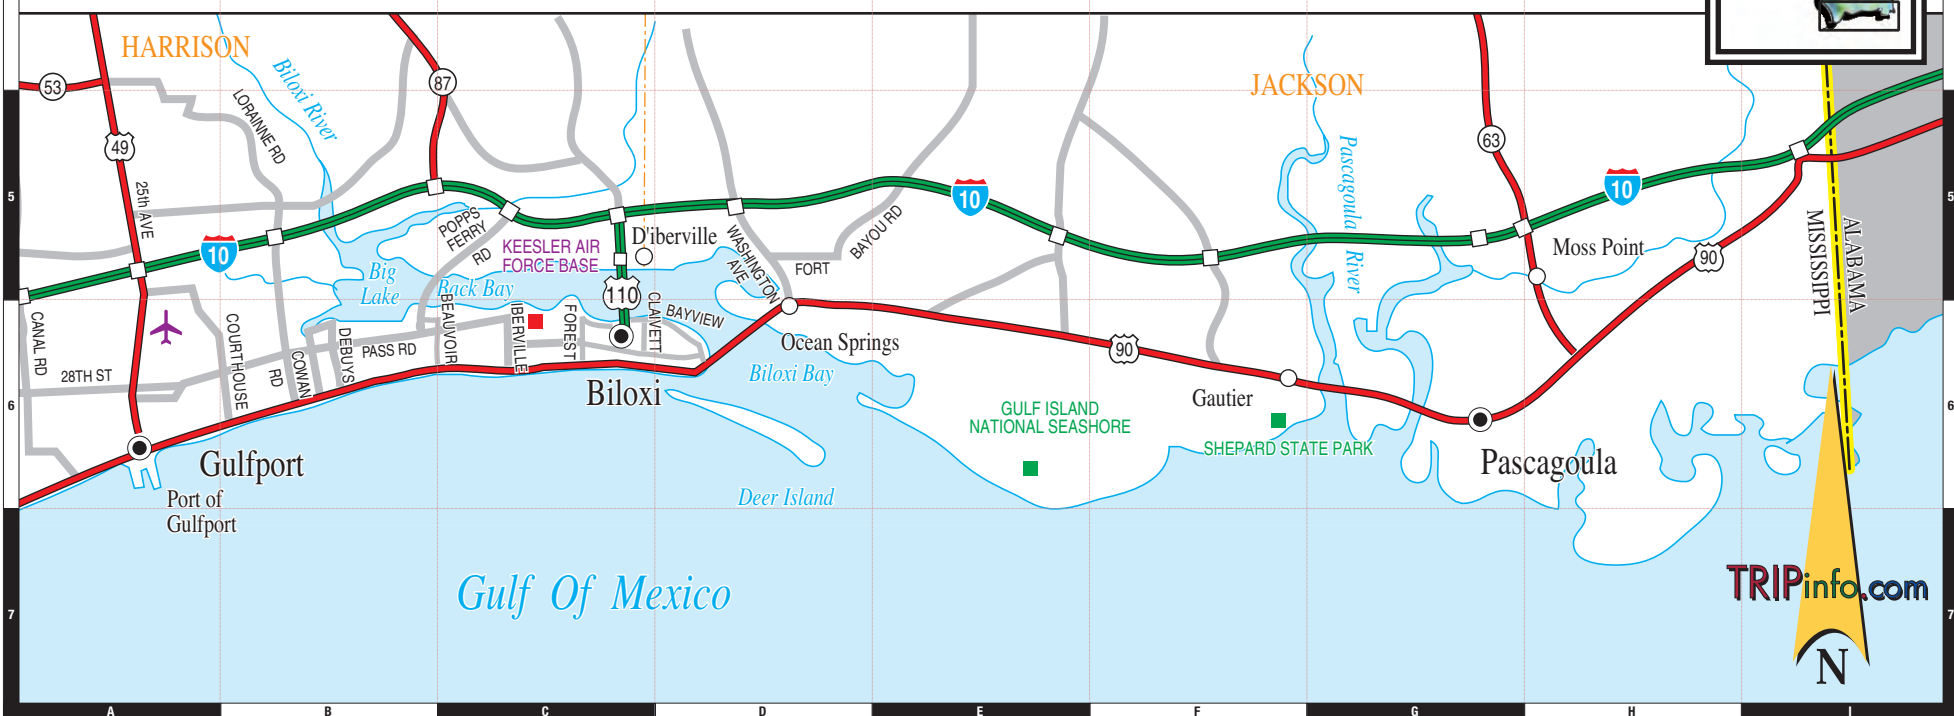 HARRISON
JACKSON
53
49
87
63
Biloxi River
LORAINNE RD
25th AVE
5
5
10
10
10
POPPS
FERRY
RD
KEESLER AIR
FORCE BASE
D'iberville
WASHINGTON
AVE
FORT
BAYOU RD
Pascagoula River
Moss Point
90
MISSISSIPPI
ALABAMA
Big
Lake
Back Bay
110
CANAL RD
COURTHOUSE
RD
COWAN
DEBUYS
PASS RD
BEAUVOIR
IBERVILLE
FOREST
CLAIVETT
BAYVIEW
28TH ST
Ocean Springs
Biloxi Bay
90
Biloxi
Gautier
GULF ISLAND
NATIONAL SEASHORE
SHEPARD STATE PARK
6
6
Gulfport
Pascagoula
Port of
Gulfport
Deer Island
Gulf Of Mexico
TRIPinfo.com
7
7
N
A
B
C
D
E
F
G
H
I